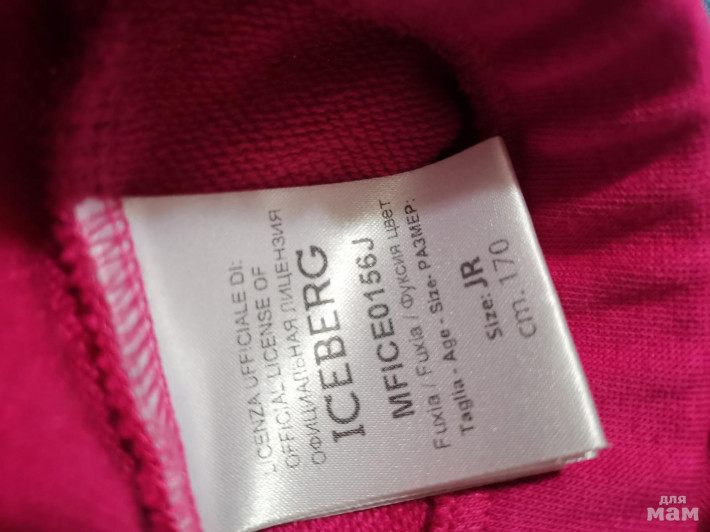 LICENZA UFFICIALE DI:
OFFICIAL LICENSE OF
ОФИЦИАЛЬНАЯ ЛИЦЕНЗИЯ
ICEBERG
MFICE0156J
Fuxia / Fuxia / Фуксия цвет
Taglia - Age - Size- РАЗМЕР:
Size: JR
cm. 170
для
мам